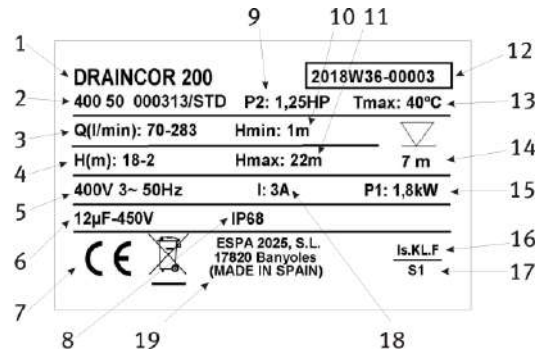 9 10 11
1 12
DRAINCOR 200 2018W36-00003
2 400 50 000313/STD P2: 1,25HP Tmax: 40ºC 13
3 Q(l/min): 70-283 Hmin: 1m
4 H(m): 18-2 Hmax: 22m 7 m 14
5 400V 3~ 50Hz I: 3A P1: 1,8kW 15
6 12µF-450V IP68
CE ESPA 2025, S.L. Is.KL.F 16
17820 Banyoles
(MADE IN SPAIN) S1 17
7 8 19 18